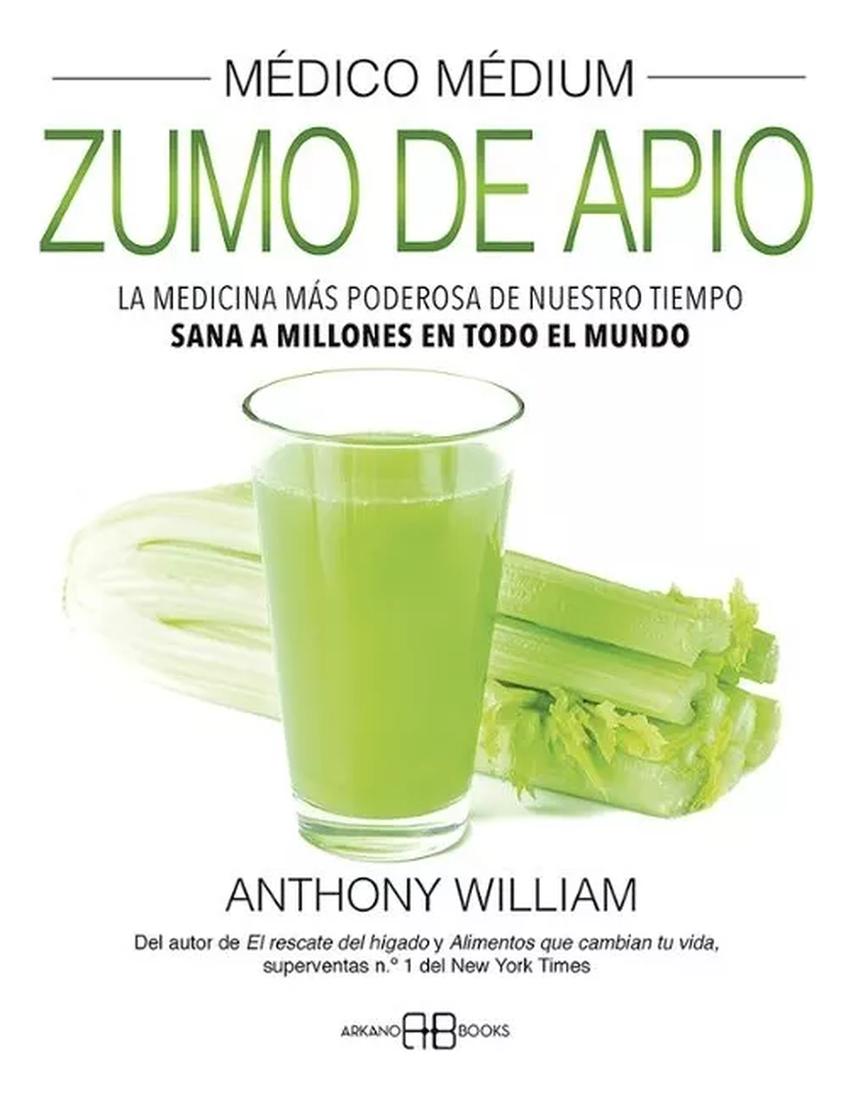 MÉDICO MÉDIUM
ZUMO DE APIO
LA MEDICINA MÁS PODEROSA DE NUESTRO TIEMPO
SANA A MILLONES EN TODO EL MUNDO
ANTHONY WILLIAM
Del autor de El rescate del hígado y Alimentos que cambian tu vida,
superventas n.º 1 del New York Times
ARKANO AB BOOKS